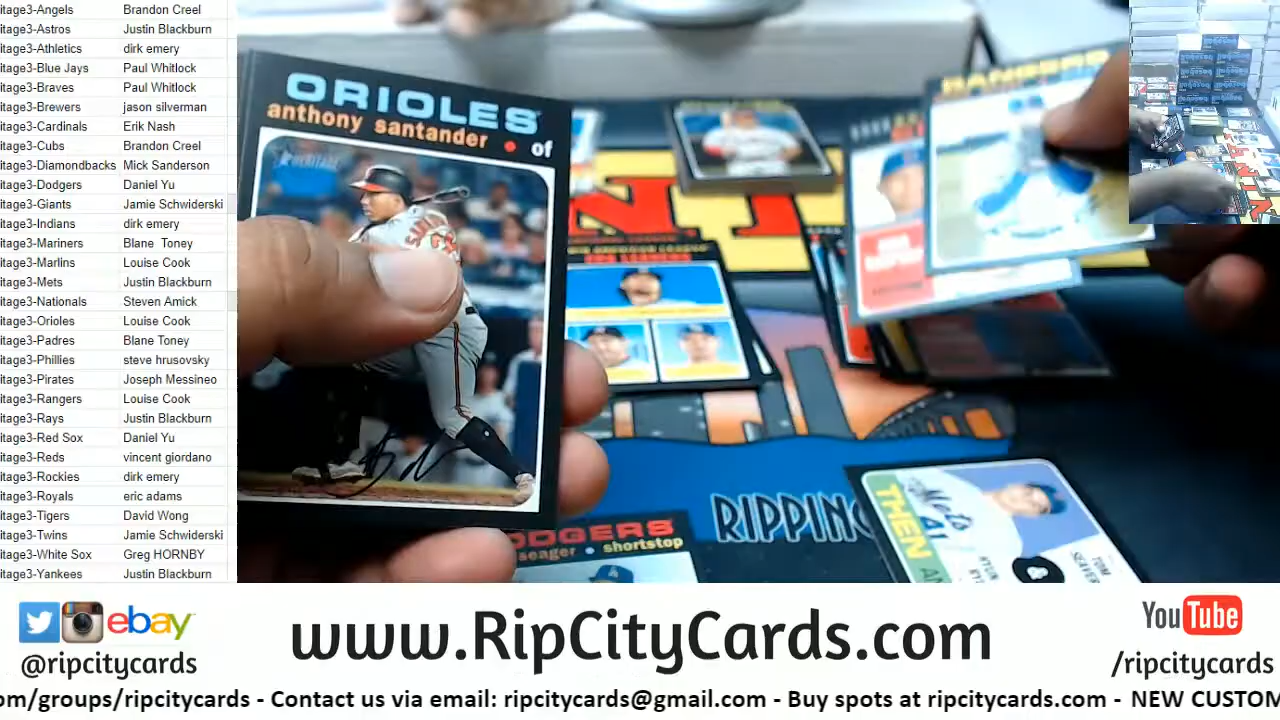 itage3-Angels Brandon Creel
itage3-Astros Justin Blackburn
itage3-Athletics dirk emery
itage3-Blue Jays Paul Whitlock
itage3-Braves Paul Whitlock
itage3-Brewers jason silverman
itage3-Cardinals Erik Nash
itage3-Cubs Brandon Creel
itage3-Diamondbacks Mick Sanderson
itage3-Dodgers Daniel Yu
itage3-Giants Jamie Schwiderski
itage3-Indians dirk emery
itage3-Mariners Blane Toney
itage3-Marlins Louise Cook
itage3-Mets Justin Blackburn
itage3-Nationals Steven Amick
itage3-Orioles Louise Cook
itage3-Padres Blane Toney
itage3-Phillies steve hrusovsky
itage3-Pirates Joseph Messineo
itage3-Rangers Louise Cook
itage3-Rays Justin Blackburn
itage3-Red Sox Daniel Yu
itage3-Reds vincent giordano
itage3-Rockies dirk emery
itage3-Royals eric adams
itage3-Tigers David Wong
itage3-Twins Jamie Schwiderski
itage3-White Sox Greg HORNBY
itage3-Yankees Justin Blackburn
ORIOLES
anthony santander • of
HERITAGE
LEADERS
DODGERS
seager • shortstop
RIPPING
THEN
Mets
&
TOM
SEAVER
ebay
@ripcitycards
www.RipCityCards.com
YouTube
/ripcitycards
om/groups/ripcitycards - Contact us via email: ripcitycards@gmail.com - Buy spots at ripcitycards.com - NEW CUSTOM